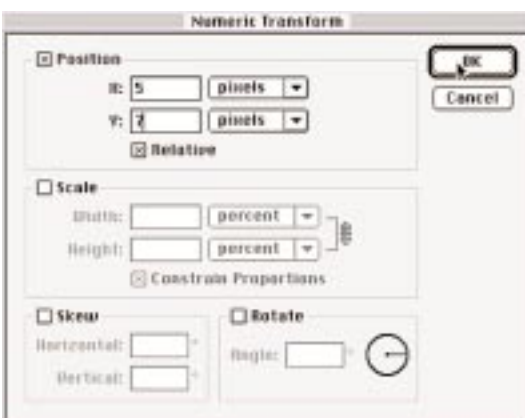 Numeric Transform
Position
X: 5 pixels
Y: 7 pixels
Relative
OK
Cancel
Scale
Width: percent
Height: percent
Constrain Proportions
Skew
Horizontal: °
Vertical: °
Rotate
Angle: °